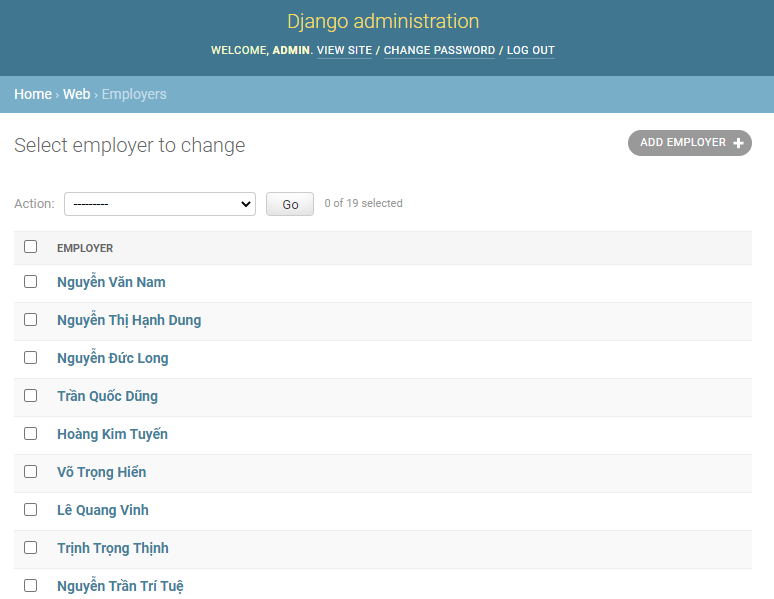 Django administration
WELCOME, ADMIN. VIEW SITE / CHANGE PASSWORD / LOG OUT
Home › Web › Employers
Select employer to change
ADD EMPLOYER +
Action: --------- Go 0 of 19 selected
EMPLOYER
Nguyễn Văn Nam
Nguyễn Thị Hạnh Dung
Nguyễn Đức Long
Trần Quốc Dũng
Hoàng Kim Tuyến
Võ Trọng Hiển
Lê Quang Vinh
Trịnh Trọng Thịnh
Nguyễn Trần Trí Tuệ